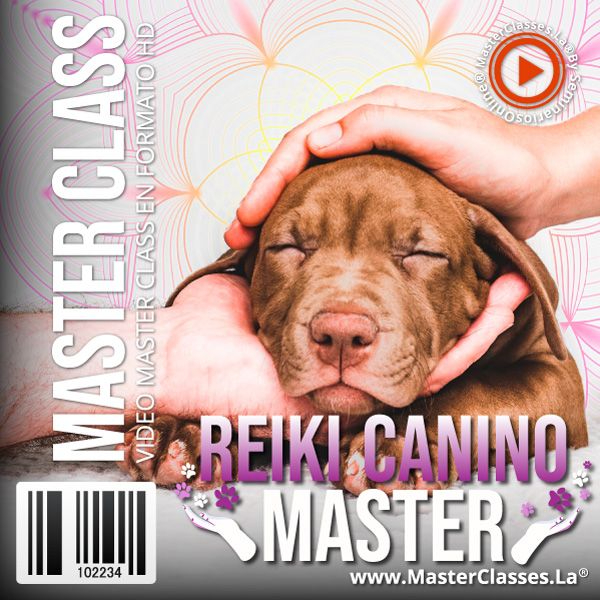 MASTER CLASS
VIDEO MASTER CLASS EN FORMATO HD
MasterClasses.La®By SeminariosOnline®
REIKI CANINO
MASTER
102234
www.MasterClasses.La®